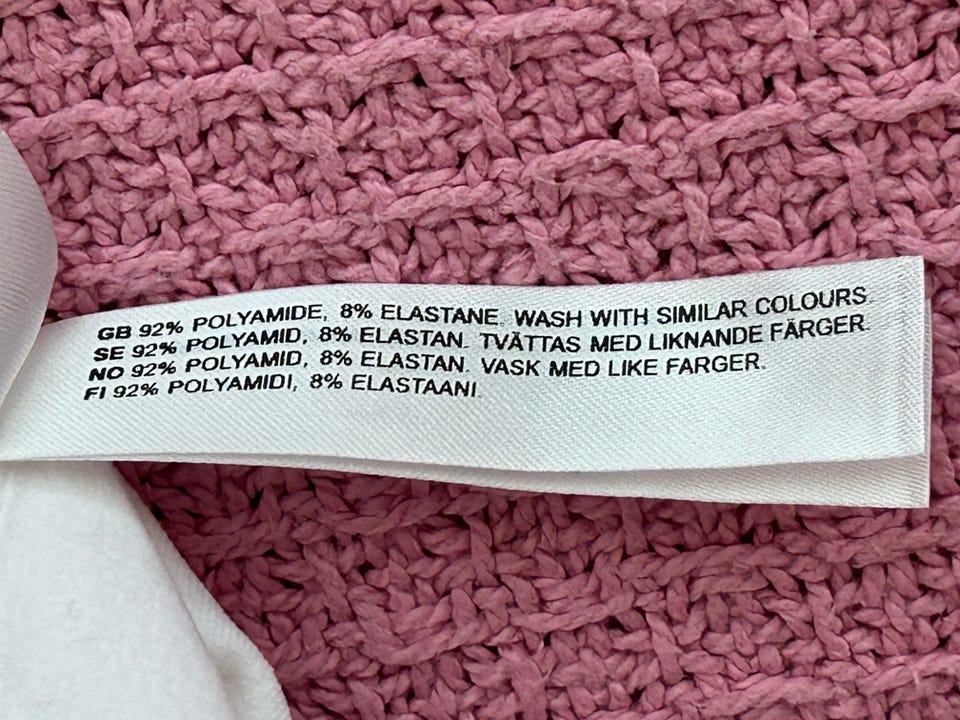 GB 92% POLYAMIDE, 8% ELASTANE. WASH WITH SIMILAR COLOURS.
SE 92% POLYAMID, 8% ELASTAN. TVÄTTAS MED LIKNANDE FÄRGER.
NO 92% POLYAMID, 8% ELASTAN. VASK MED LIKE FARGER.
FI 92% POLYAMIDI, 8% ELASTAANI.